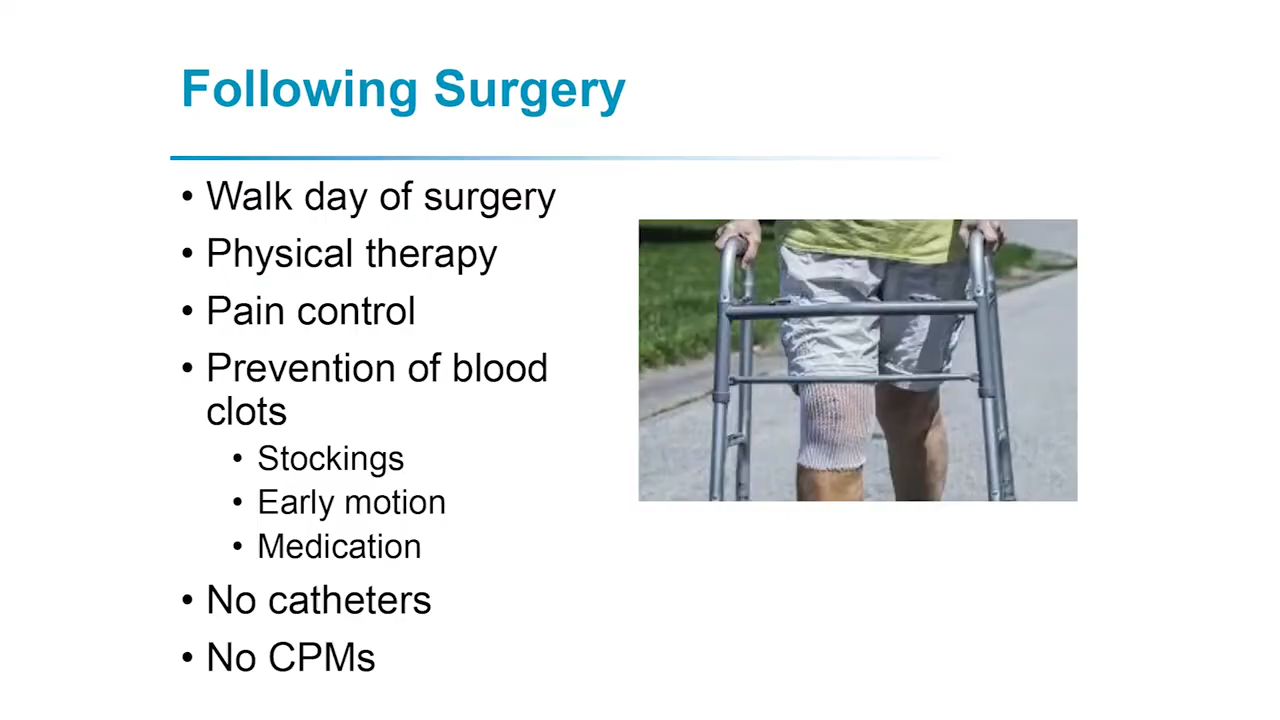 Following Surgery
• Walk day of surgery
• Physical therapy
• Pain control
• Prevention of blood
clots
• Stockings
• Early motion
• Medication
• No catheters
• No CPMs